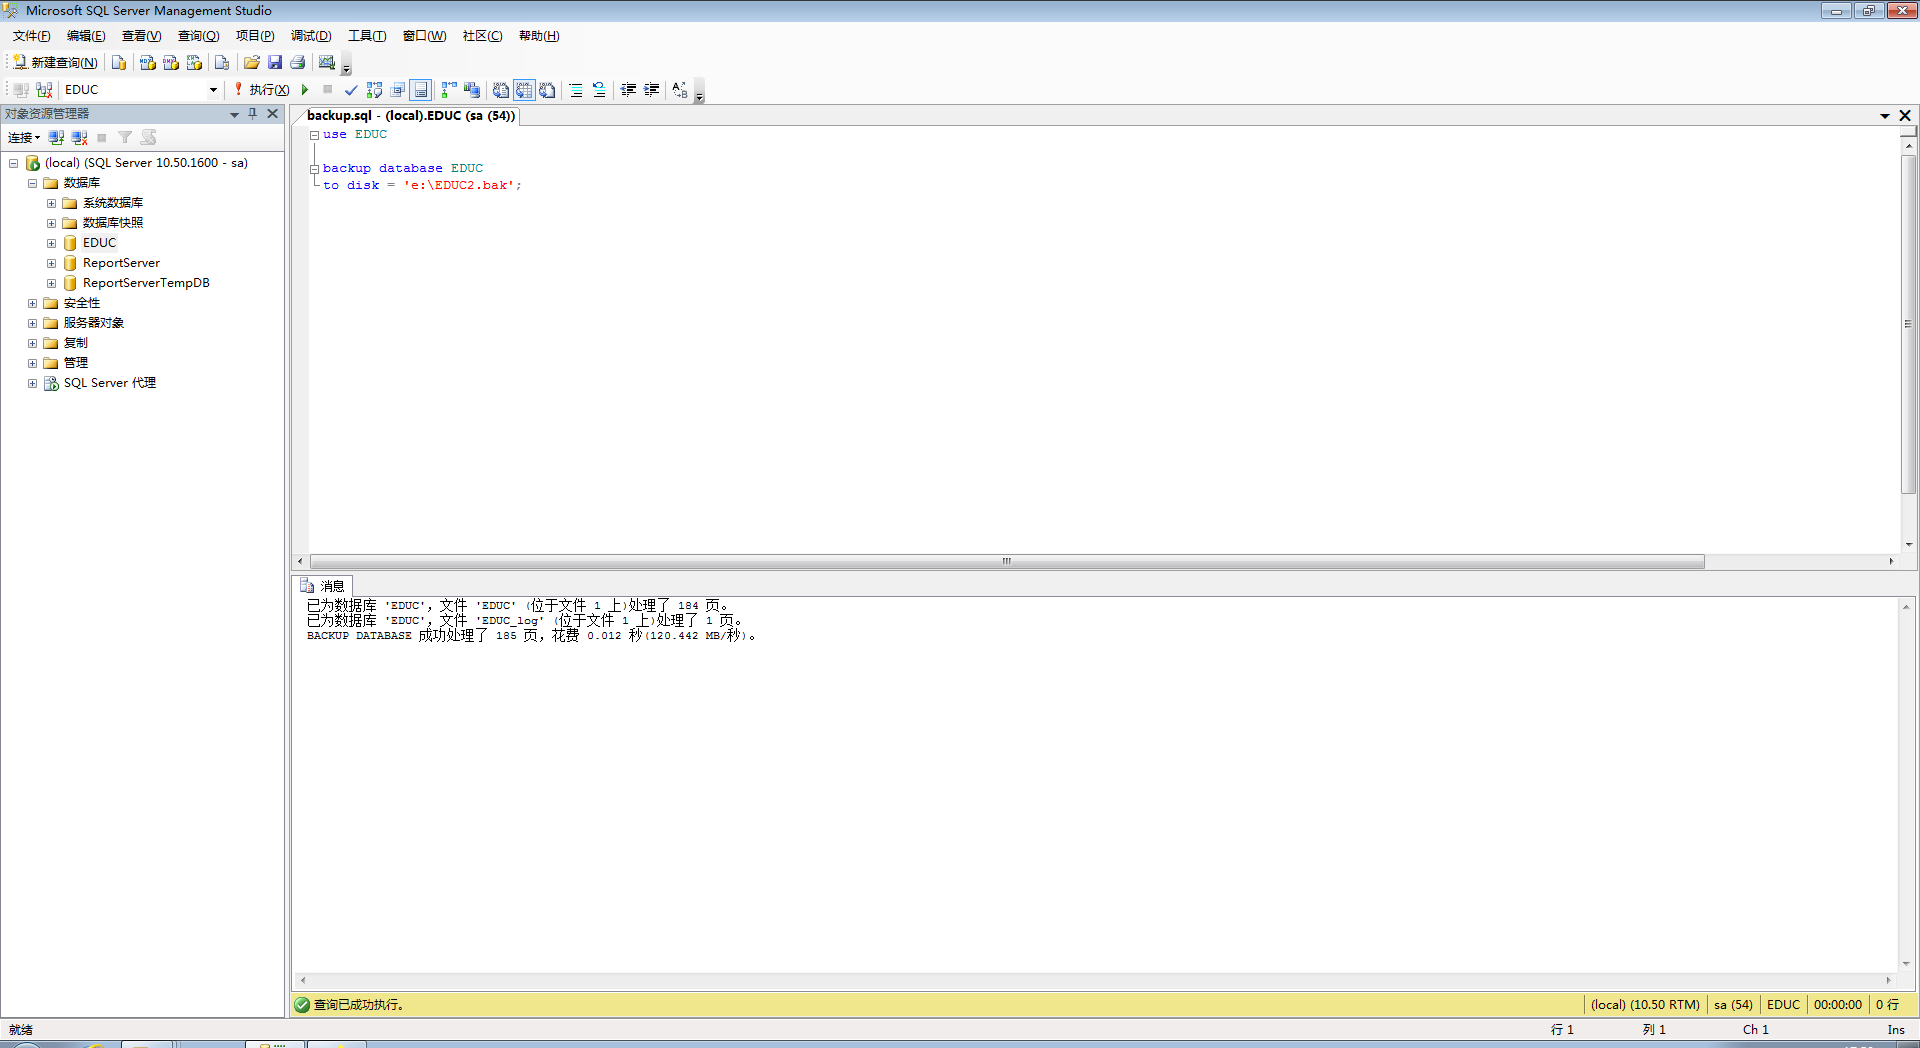 Microsoft SQL Server Management Studio
文件(F) 编辑(E) 查看(V) 查询(Q) 项目(P) 调试(D) 工具(T) 窗口(W) 社区(C) 帮助(H)
新建查询(N)
EDUC 执行(X)
对象资源管理器
连接
(local) (SQL Server 10.50.1600 - sa)
数据库
系统数据库
数据库快照
EDUC
ReportServer
ReportServerTempDB
安全性
服务器对象
复制
管理
SQL Server 代理
backup.sql - (local).EDUC (sa (54))
use EDUC
backup database EDUC
to disk = 'e:\EDUC2.bak';
消息
已为数据库 'EDUC'，文件 'EDUC' (位于文件 1 上)处理了 184 页。
已为数据库 'EDUC'，文件 'EDUC_log' (位于文件 1 上)处理了 1 页。
BACKUP DATABASE 成功处理了 185 页，花费 0.012 秒(120.442 MB/秒)。
查询已成功执行。 (local) (10.50 RTM) sa (54) EDUC 00:00:00 0 行
就绪 行 1 列 1 Ch 1 Ins